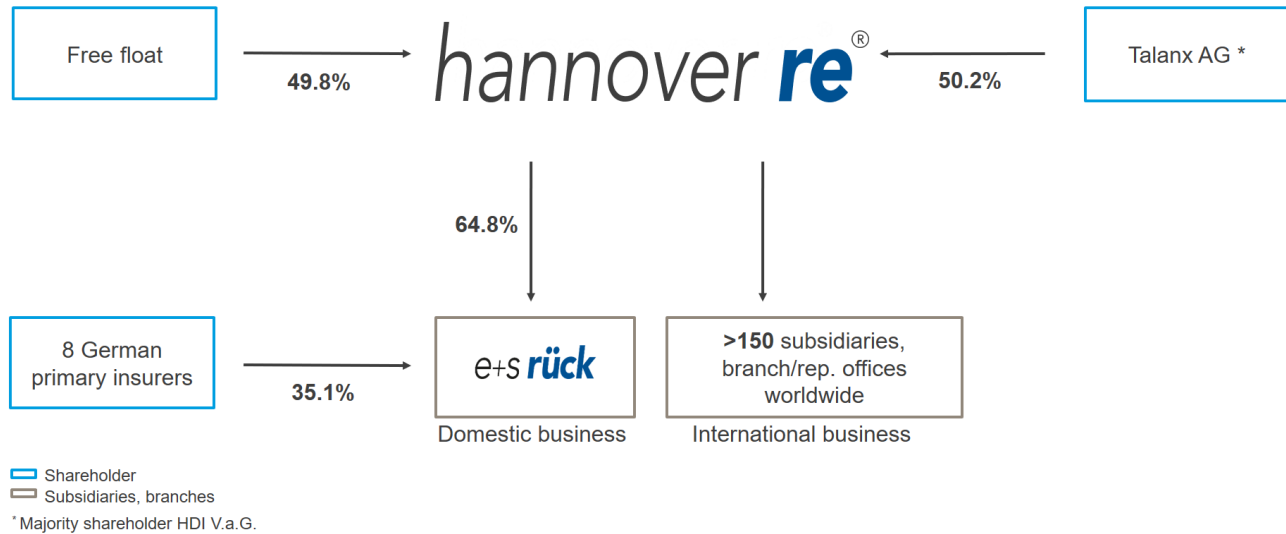 Free float
49.8%
hannover re®
50.2%
Talanx AG *
64.8%
8 German
primary insurers
35.1%
e+s rück
Domestic business
>150 subsidiaries,
branch/rep. offices
worldwide
International business
Shareholder
Subsidiaries, branches
* Majority shareholder HDI V.a.G.